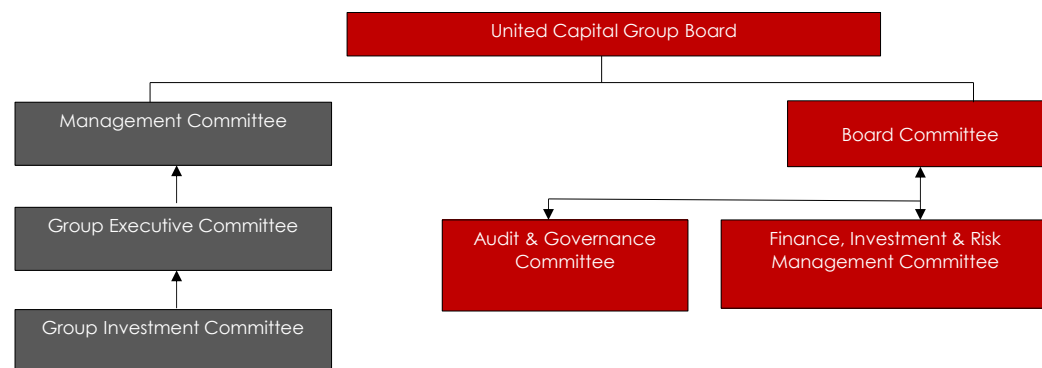 United Capital Group Board
Management Committee
Board Committee
Group Executive Committee
Audit & Governance
Committee
Finance, Investment & Risk
Management Committee
Group Investment Committee